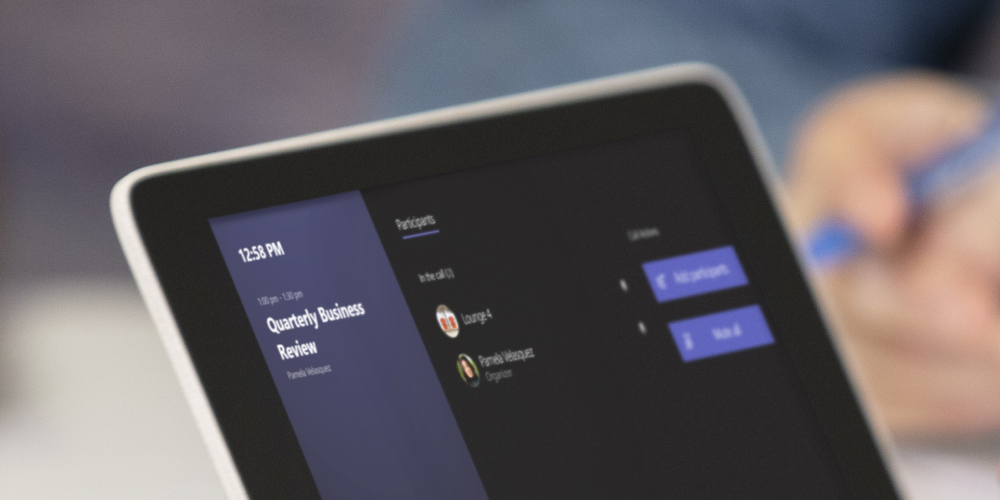 12:58 PM
1:00 pm - 1:30 pm
Quarterly Business
Review
Pamela Velasquez
Participants
In the call (2)
Lounge 4
Pamela Velasquez
Organizer
Call Actions
Add participants
Mute all